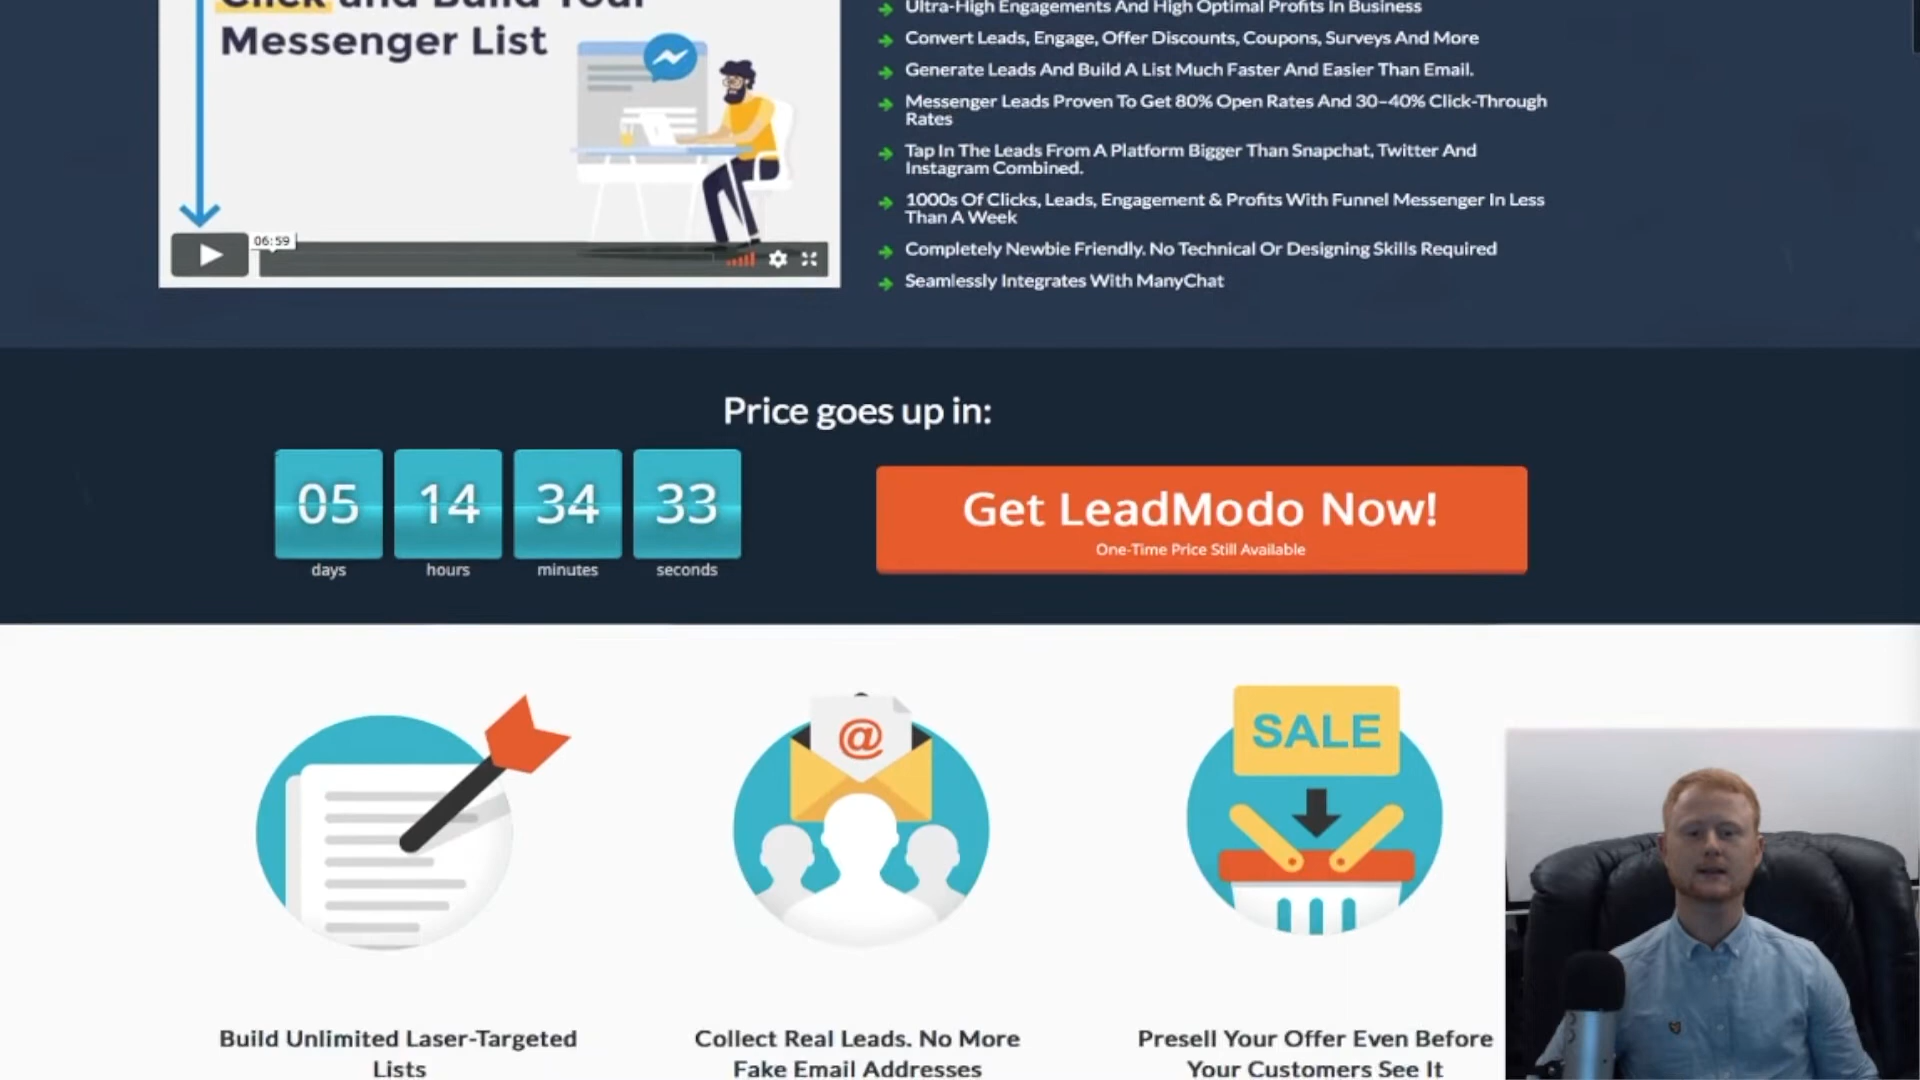 Click and Build Your
Messenger List
06:59
Ultra-High Engagements And High Optimal Profits In Business
Convert Leads, Engage, Offer Discounts, Coupons, Surveys And More
Generate Leads And Build A List Much Faster And Easier Than Email.
Messenger Leads Proven To Get 80% Open Rates And 30-40% Click-Through
Rates
Tap In The Leads From A Platform Bigger Than Snapchat, Twitter And
Instagram Combined.
1000s Of Clicks, Leads, Engagement & Profits With Funnel Messenger In Less
Than A Week
Completely Newbie Friendly. No Technical Or Designing Skills Required
Seamlessly Integrates With ManyChat
Price goes up in:
05 14 34 33
days hours minutes seconds
Get LeadModo Now!
One-Time Price Still Available
@
SALE
Build Unlimited Laser-Targeted
Lists
Collect Real Leads. No More
Fake Email Addresses
Presell Your Offer Even Before
Your Customers See It